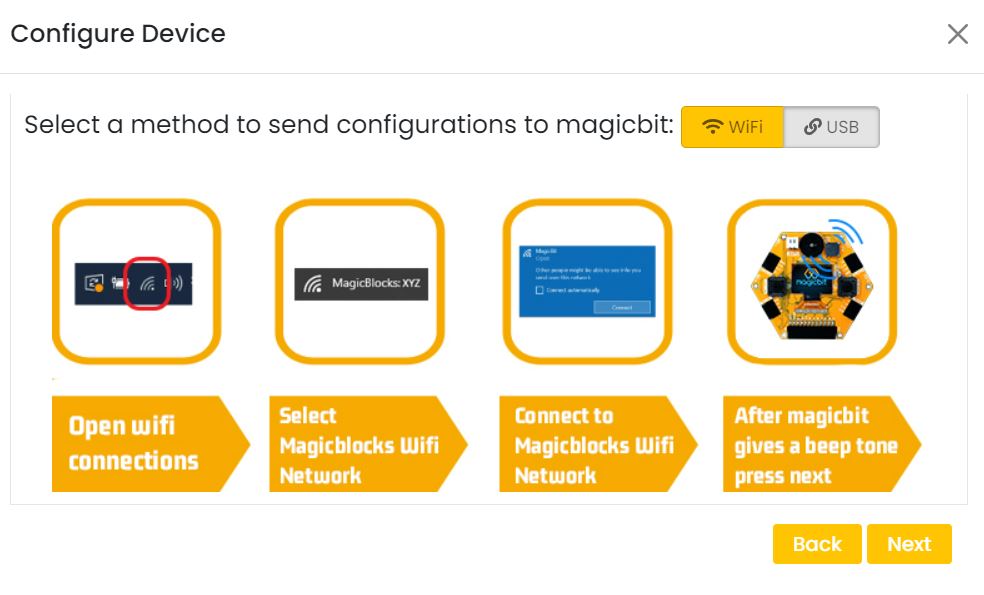 Configure Device
Select a method to send configurations to magicbit:
WiFi
USB
MagicBlocks: XYZ
Magicbit
Open
Other people might be able to see info you
send over this network
Connect automatically
Connect
magicbit
Open wifi
connections
Select
Magicblocks Wifi
Network
Connect to
Magicblocks Wifi
Network
After magicbit
gives a beep tone
press next
Back
Next